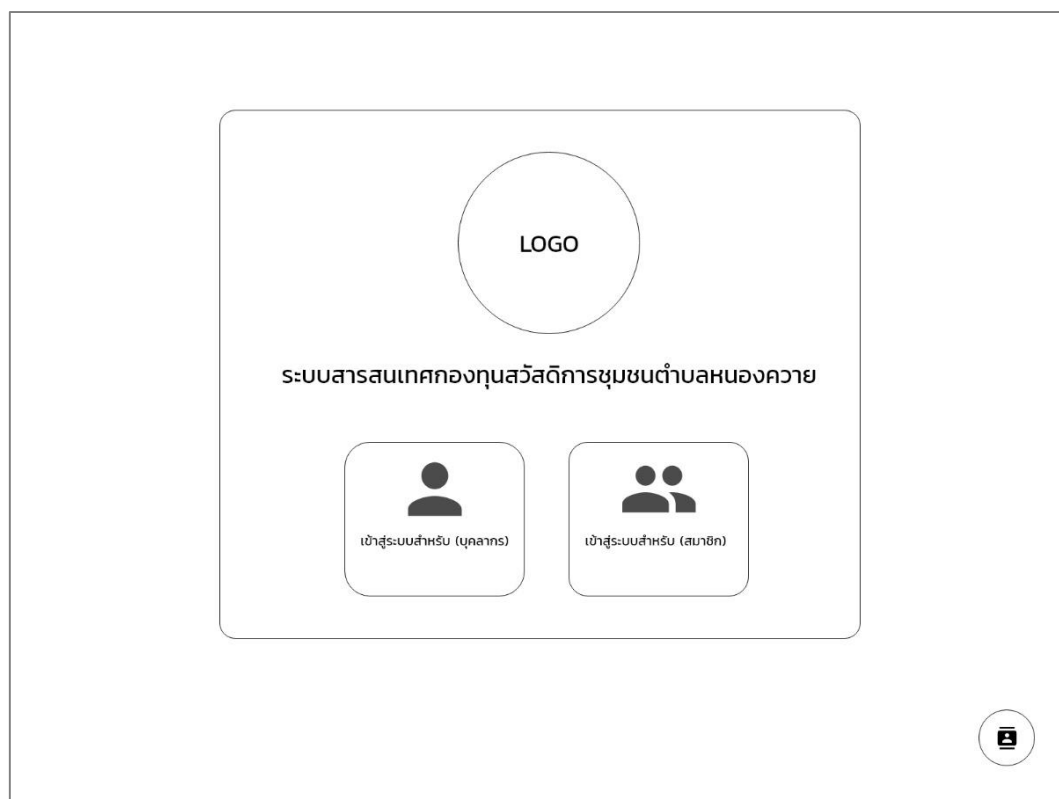 LOGO
ระบบสารสนเทศกองทุนสวัสดิการชุมชนตำบลหนองควาย
เข้าสู่ระบบสำหรับ (บุคลากร)
เข้าสู่ระบบสำหรับ (สมาชิก)